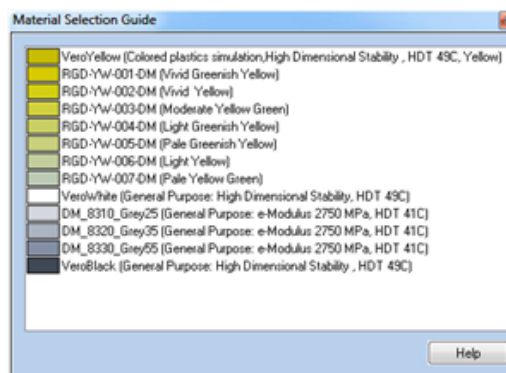 Material Selection Guide
VeroYellow (Colored plastics simulation,High Dimensional Stability , HDT 49C, Yellow)
RGD-YW-001-DM (Vivid Greenish Yellow)
RGD-YW-002-DM (Vivid  Yellow)
RGD-YW-003-DM (Moderate Yellow Green)
RGD-YW-004-DM (Light Greenish Yellow)
RGD-YW-005-DM (Pale Greenish Yellow)
RGD-YW-006-DM (Light Yellow)
RGD-YW-007-DM (Pale Yellow Green)
VeroWhite (General Purpose: High Dimensional Stability, HDT 49C)
DM_8310_Grey25 (General Purpose: e-Modulus 2750 MPa, HDT 41C)
DM_8320_Grey35 (General Purpose: e-Modulus 2750 MPa, HDT 41C)
DM_8330_Grey55 (General Purpose: e-Modulus 2750 MPa, HDT 41C)
VeroBlack (General Purpose: High Dimensional Stability , HDT 49C)
Help